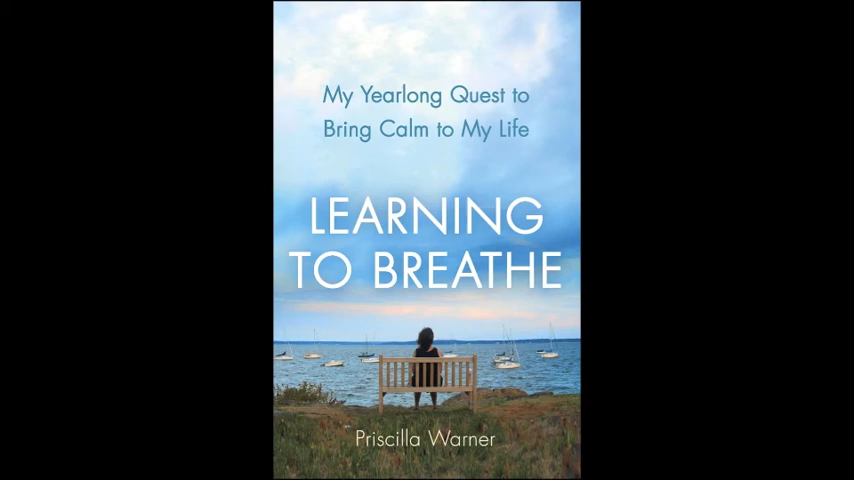 My Yearlong Quest to
Bring Calm to My Life
LEARNING
TO BREATHE
Priscilla Warner